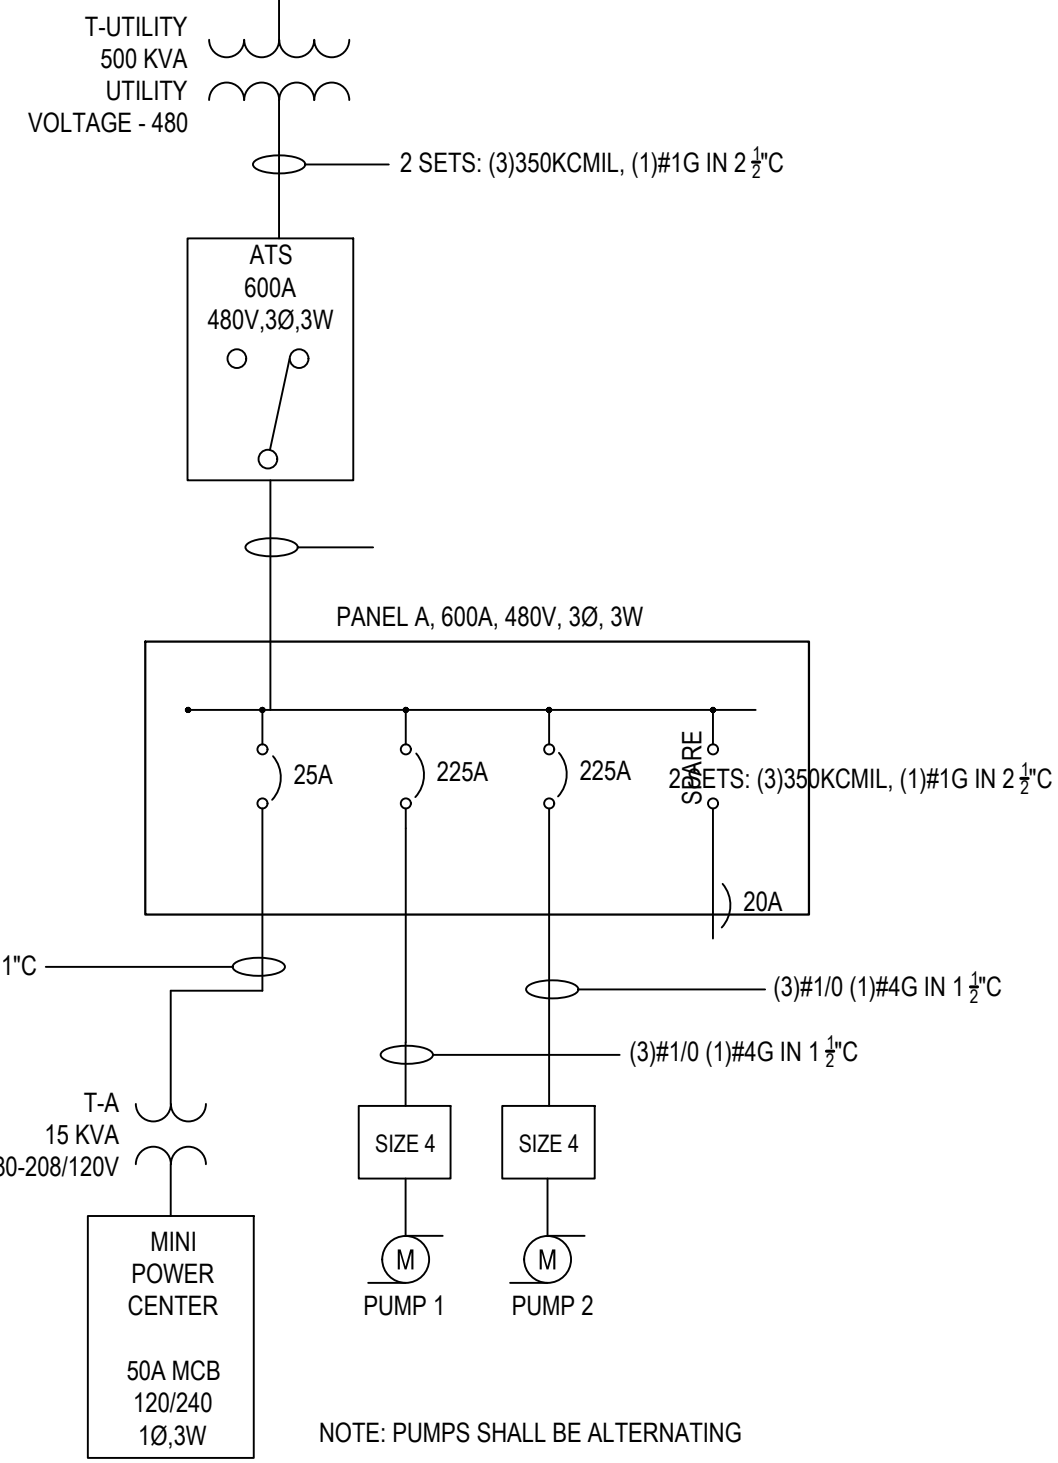 T-UTILITY
500 KVA
UTILITY
VOLTAGE - 480
2 SETS: (3)350KCMIL, (1)#1G IN 2 ½"C
ATS
600A
480V,3Ø,3W
PANEL A, 600A, 480V, 3Ø, 3W
25A
225A
225A
SPARE
2 SETS: (3)350KCMIL, (1)#1G IN 2 ½"C
20A
1"C
(3)#1/0 (1)#4G IN 1 ½"C
(3)#1/0 (1)#4G IN 1 ½"C
T-A
15 KVA
80-208/120V
SIZE 4
SIZE 4
M
M
PUMP 1
PUMP 2
MINI
POWER
CENTER
50A MCB
120/240
1Ø,3W
NOTE: PUMPS SHALL BE ALTERNATING